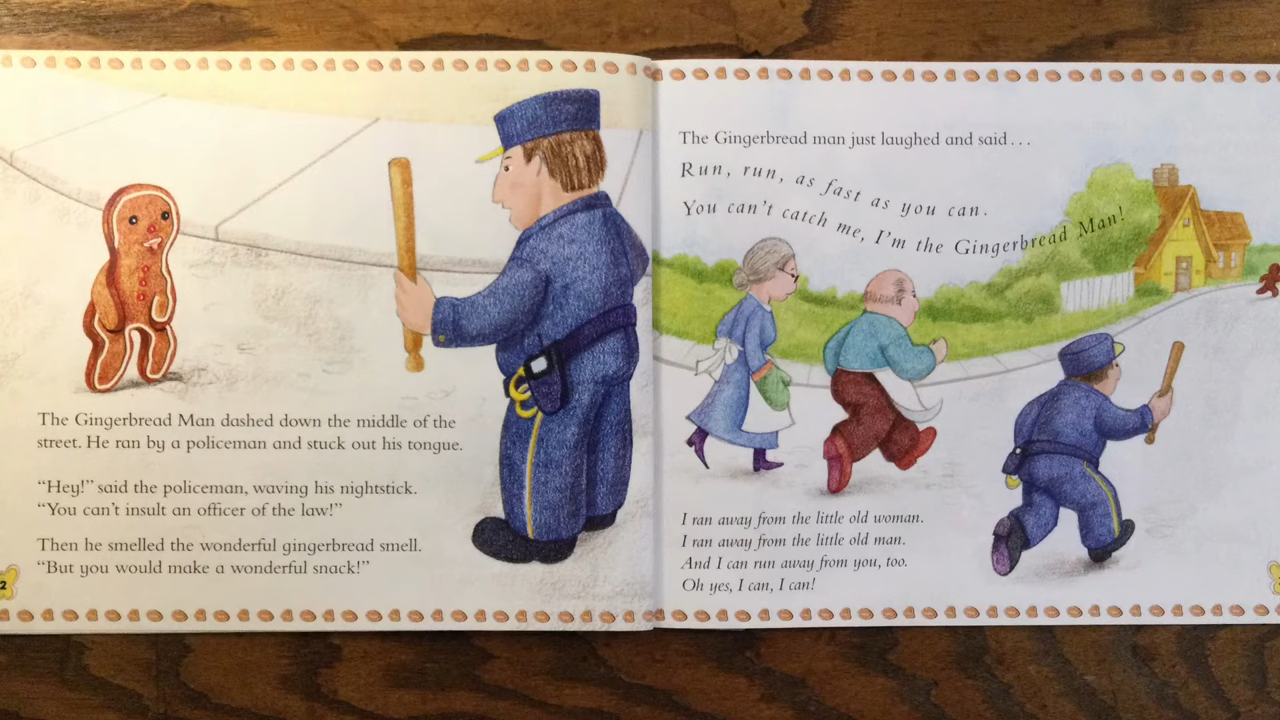 The Gingerbread Man dashed down the middle of the
street. He ran by a policeman and stuck out his tongue.
“Hey!” said the policeman, waving his nightstick.
“You can’t insult an officer of the law!”
Then he smelled the wonderful gingerbread smell.
“But you would make a wonderful snack!”
The Gingerbread man just laughed and said . . .
Run, run, as fast as you can.
You can’t catch me, I’m the Gingerbread Man!
I ran away from the little old woman.
I ran away from the little old man.
And I can run away from you, too.
Oh yes, I can, I can!